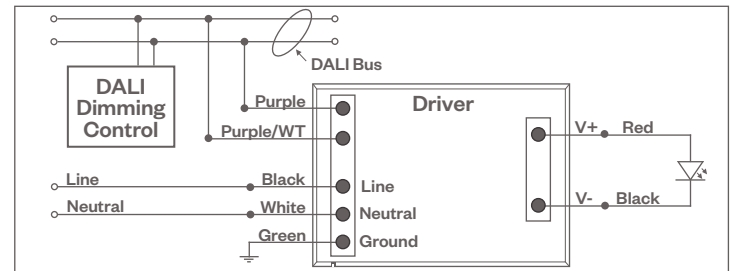 DALI Bus
DALI
Dimming
Control
Driver
Purple
Purple/WT
V+ Red
Line Black Line
Neutral White Neutral
V- Black
Green Ground